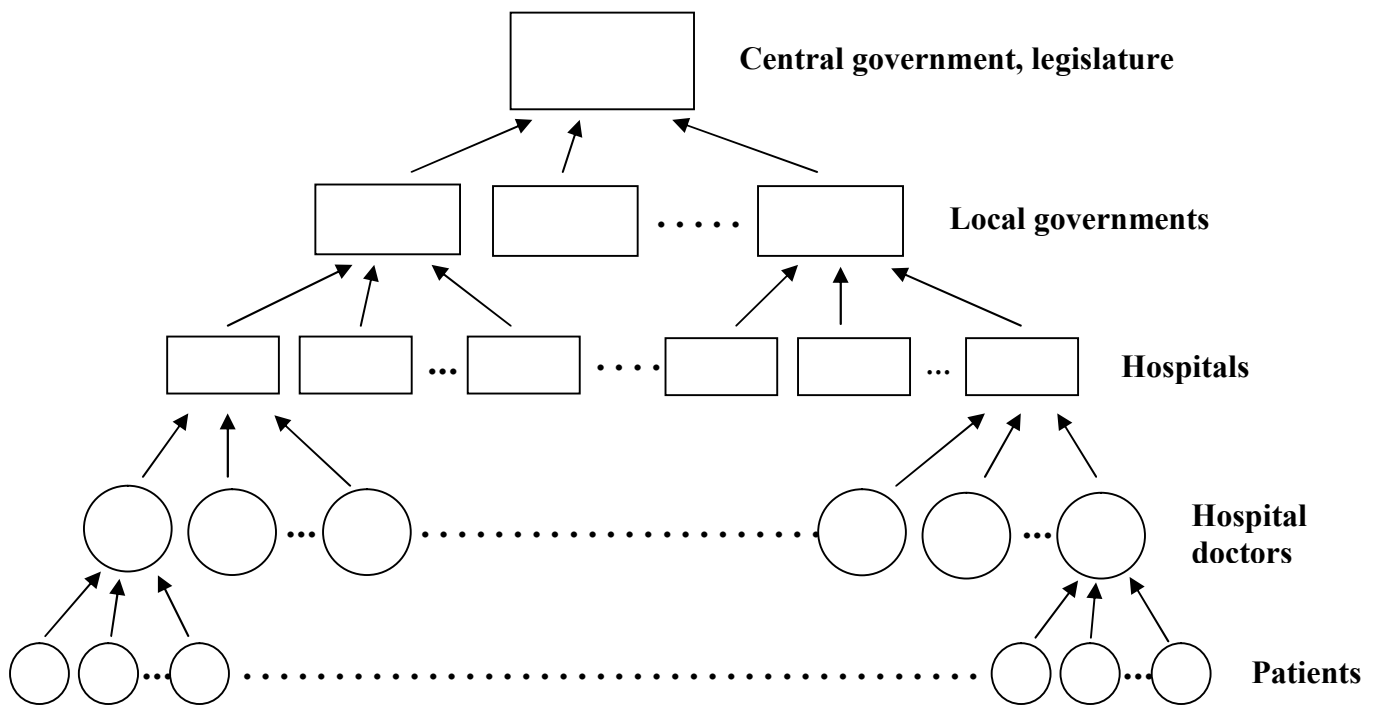 Central government, legislature
Local governments
Hospitals
Hospital
doctors
Patients